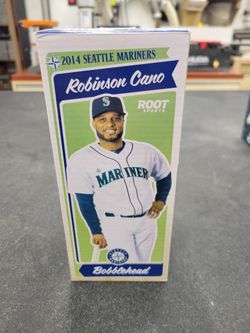 2014 SEATTLE MARINERS
Robinson Cano
ROOT
SPORTS
S
MARINERS
Bobblehead